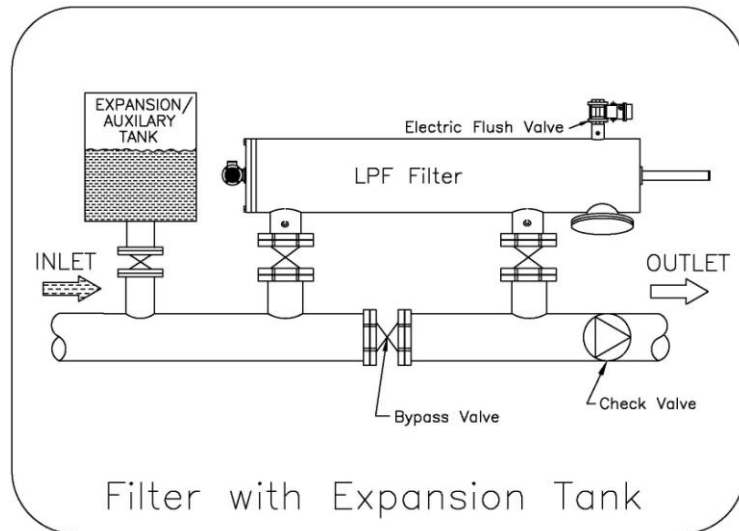 EXPANSION/
AUXILARY
TANK
Electric Flush Valve
LPF Filter
INLET
OUTLET
Bypass Valve
Check Valve
Filter with Expansion Tank